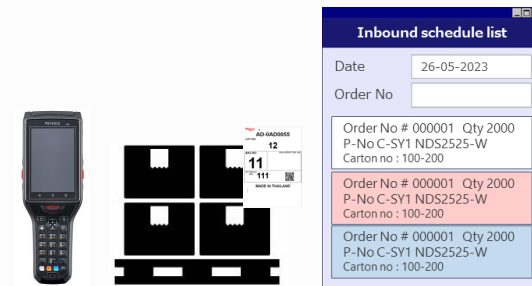 KEYENCE
AD-0AD0055
12
11
111
MADE IN THAILAND
Inbound schedule list
Date
26-05-2023
Order No
Order No # 000001 Qty 2000
P-No C-SY1 NDS2525-W
Carton no : 100-200
Order No # 000001 Qty 2000
P-No C-SY1 NDS2525-W
Carton no : 100-200
Order No # 000001 Qty 2000
P-No C-SY1 NDS2525-W
Carton no : 100-200